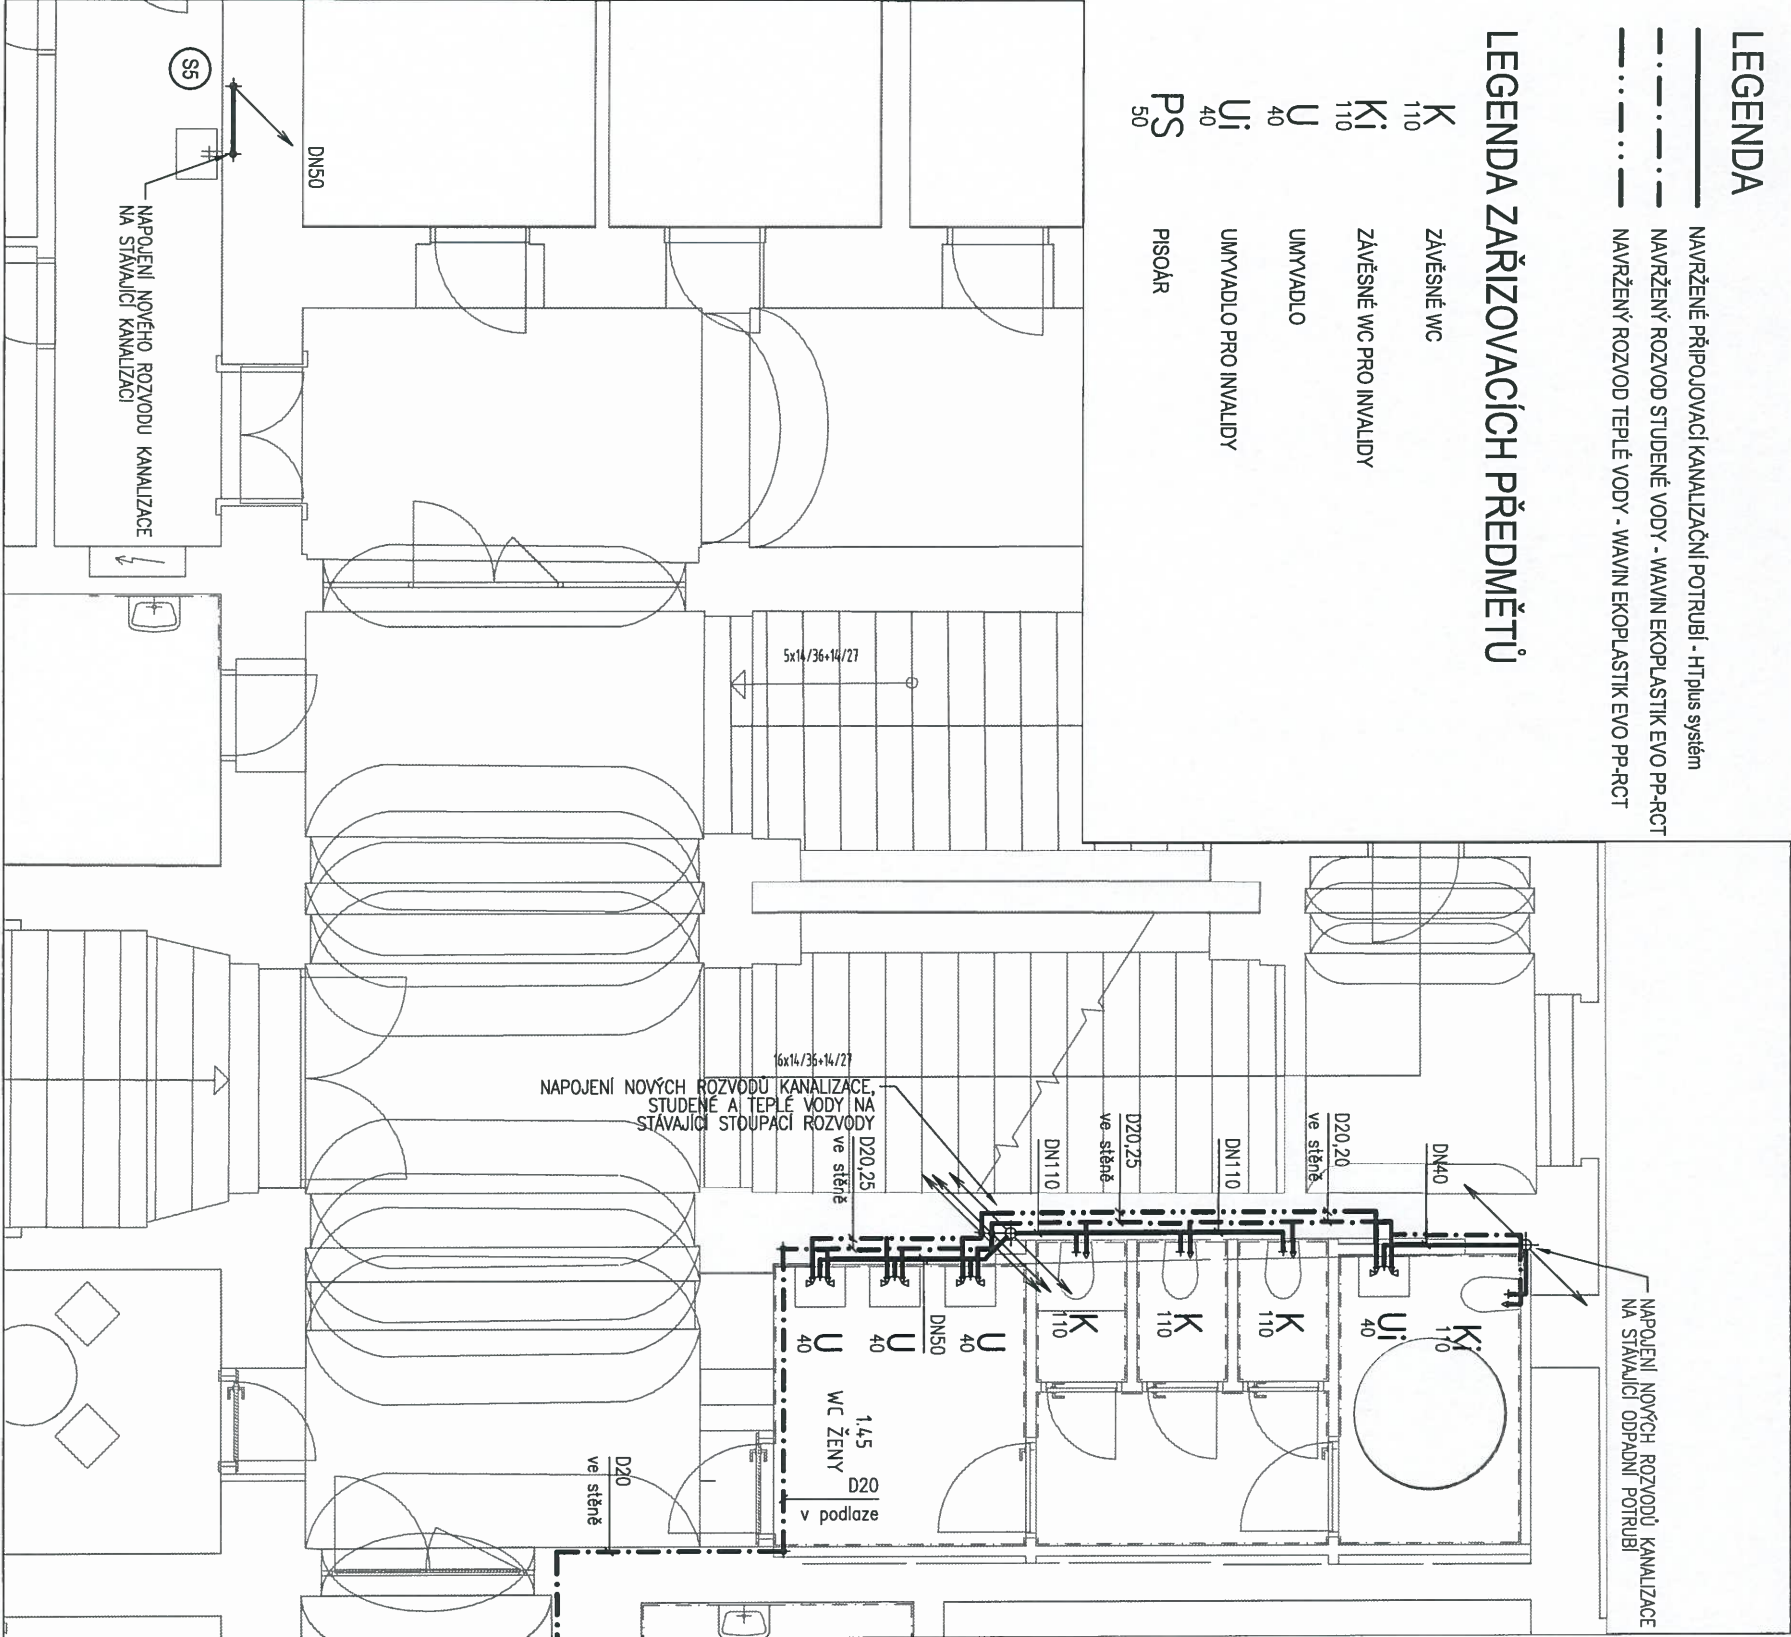 LEGENDA
NAVRŽENÉ PŘIPOJOVACÍ KANALIZAČNÍ POTRUBÍ - HTplus systém
NAVRŽENÝ ROZVOD STUDENÉ VODY - WAVIN EKOPLASTIK EVO PP-RCT
NAVRŽENÝ ROZVOD TEPLÉ VODY - WAVIN EKOPLASTIK EVO PP-RCT
LEGENDA ZAŘIZOVACÍCH PŘEDMĚTŮ
K ZÁVĚSNÉ WC
110
Ki ZÁVĚSNÉ WC PRO INVALIDY
110
U UMYVADLO
40
Ui UMYVADLO PRO INVALIDY
40
PS PISOÁR
50
S5
DN50
NAPOJENÍ NOVÉHO ROZVODU KANALIZACE
NA STÁVAJÍCÍ KANALIZACI
5x14/36+14/27
16x14/36+14/27
NAPOJENÍ NOVÝCH ROZVODŮ KANALIZACE,
STUDENÉ A TEPLÉ VODY NA
STÁVAJÍCÍ STOUPACÍ ROZVODY
D20,25
ve stěně
DN110
D20,25
ve stěně
DN110
D20,20
ve stěně
DN40
NAPOJENÍ NOVÝCH ROZVODŮ KANALIZACE
NA STÁVAJÍCÍ ODPADNÍ POTRUBÍ
U
40
U
40
DN50
U
40
K
110
K
110
K
110
Ui
40
Ki
110
1.45
WC ŽENY
D20
v podlaze
D20
ve stěně